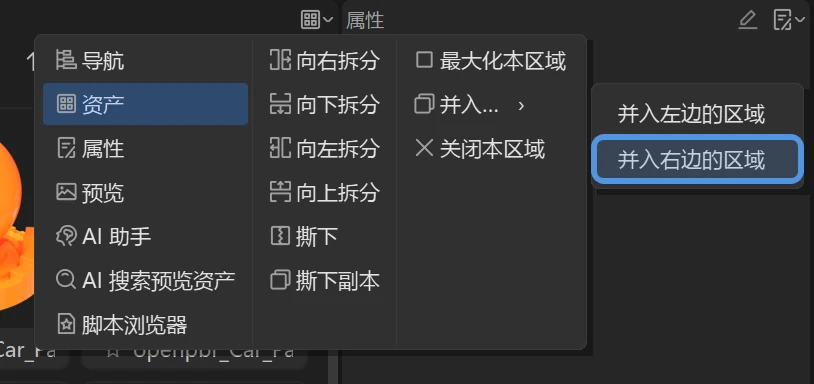 属性
导航
资产
属性
预览
AI 助手
AI 搜索预览资产
脚本浏览器
向右拆分
向下拆分
向左拆分
向上拆分
撕下
撕下副本
最大化本区域
并入... ›
关闭本区域
并入左边的区域
并入右边的区域
Car_Pa
openpbr_Car_Pa